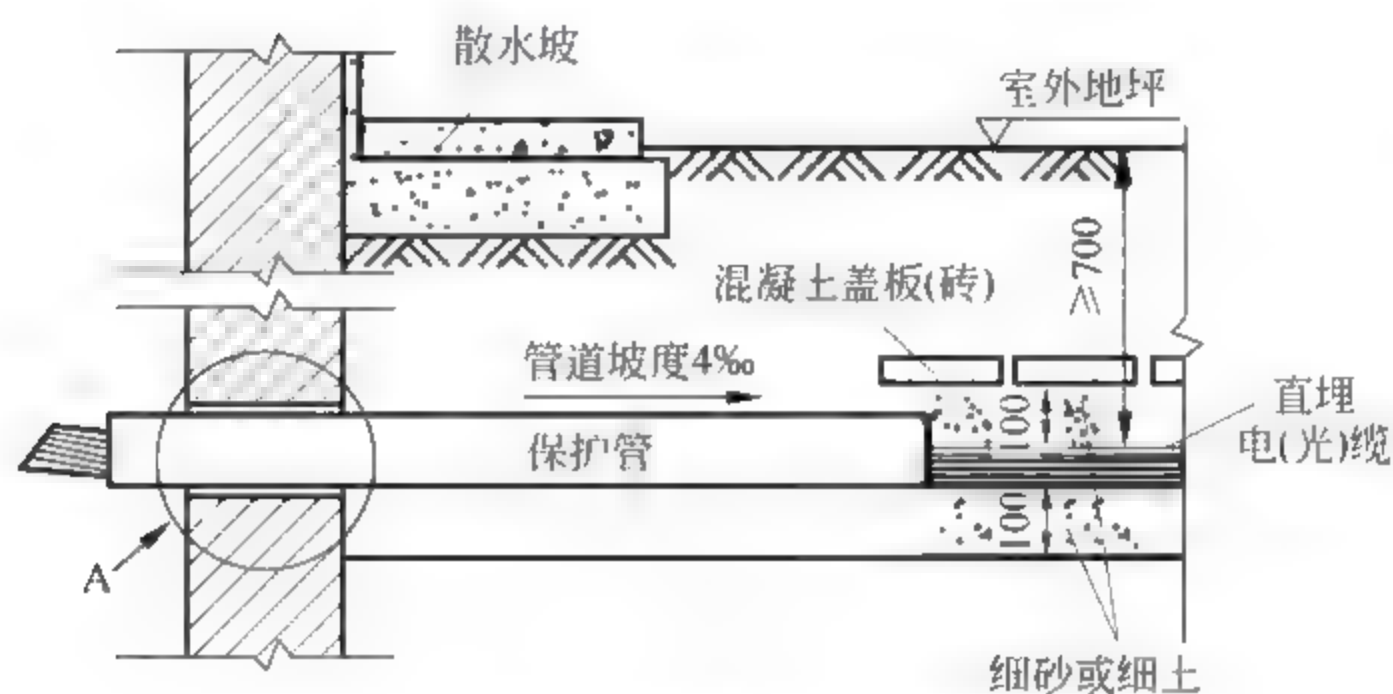 散水坡
室外地坪
≥700
混凝土盖板(砖)
管道坡度4‰
直埋
电(光)缆
100
保护管
100
A
细砂或细土